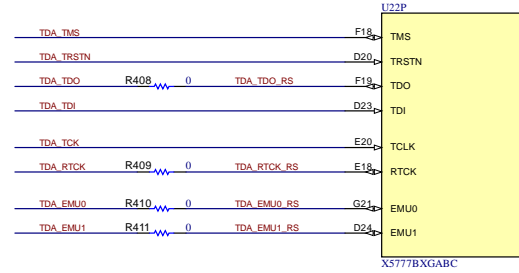 U22P
TDA_TMS F18 TMS
TDA_TRSTN D20 TRSTN
TDA_TDO R408 0 TDA_TDO_RS F19 TDO
TDA_TDI D23 TDI
TDA_TCK E20 TCLK
TDA_RTCK R409 0 TDA_RTCK_RS E18 RTCK
TDA_EMU0 R410 0 TDA_EMU0_RS G21 EMU0
TDA_EMU1 R411 0 TDA_EMU1_RS D24 EMU1
X5777BXGABC